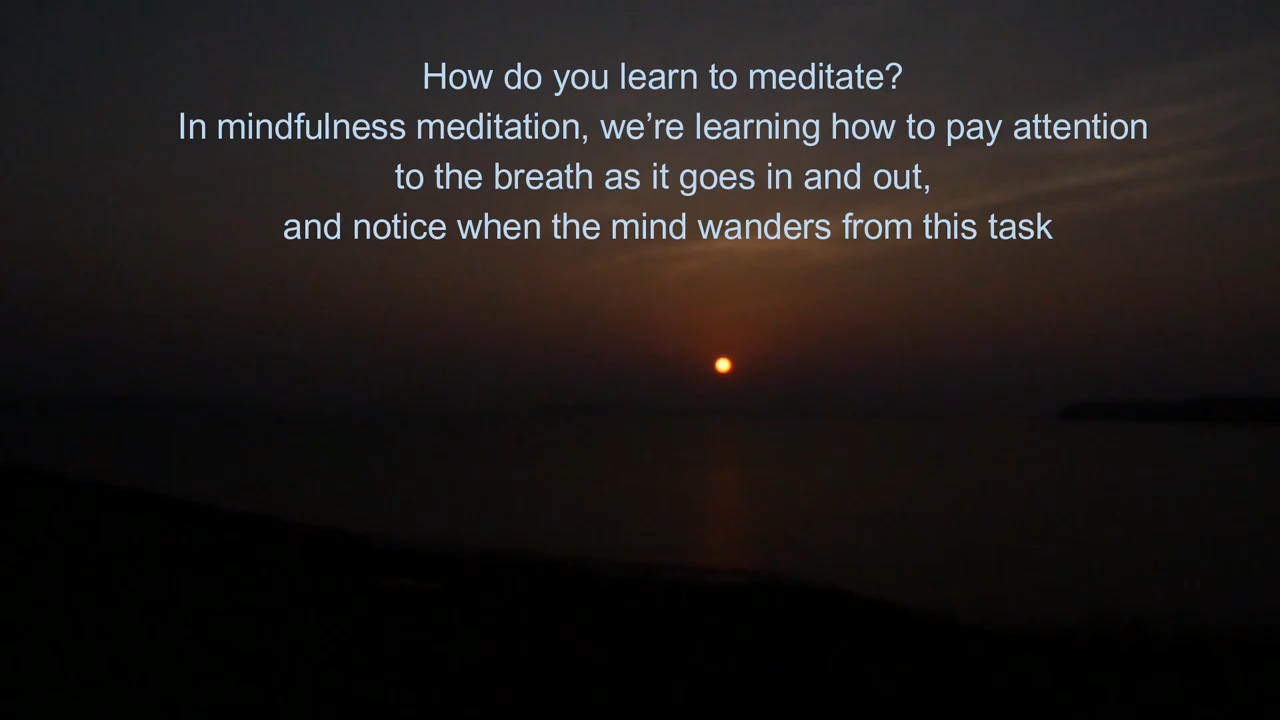 How do you learn to meditate?
In mindfulness meditation, we’re learning how to pay attention
to the breath as it goes in and out,
and notice when the mind wanders from this task